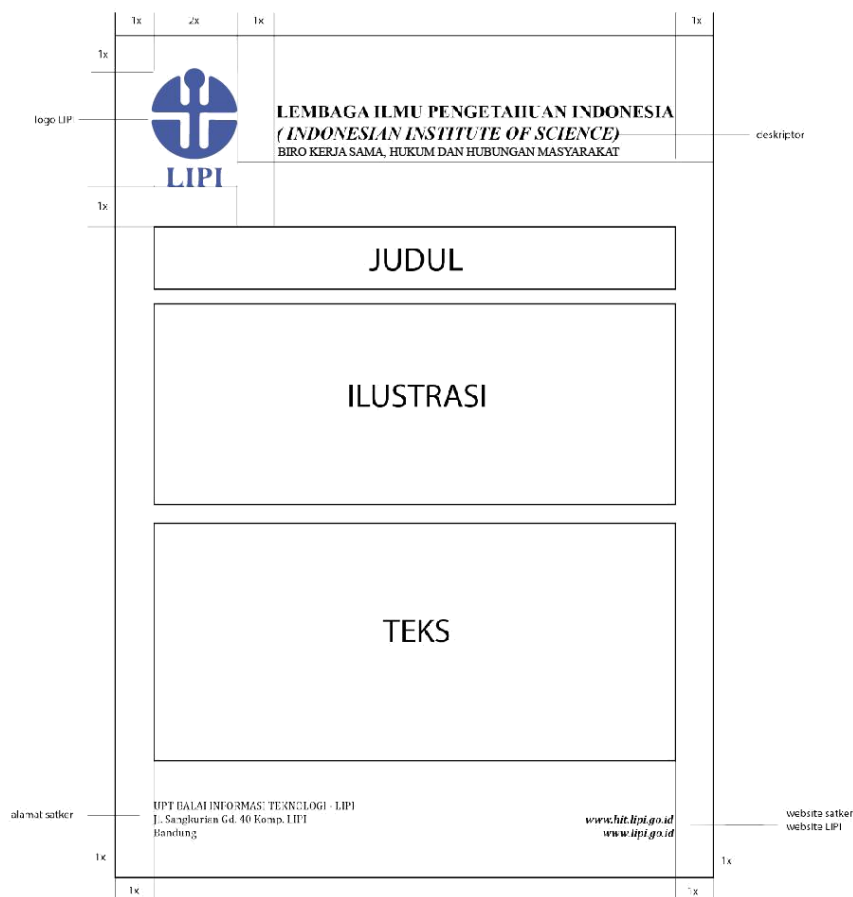 1x 2x 1x 1x
1x
logo LIPI
LIPI
LEMBAGA ILMU PENGETAHUAN INDONESIA
( INDONESIAN INSTITUTE OF SCIENCE)
BIRO KERJA SAMA, HUKUM DAN HUBUNGAN MASYARAKAT
deskriptor
1x
JUDUL
ILUSTRASI
TEKS
alamat satker
UPT BALAI INFORMASI TEKNOLOGI - LIPI
JL. Sangkurian Gd. 40 Komp. LIPI
Bandung
www.bit.lipi.go.id
www.lipi.go.id
website satker
website LIPI
1x
1x
1x
1x